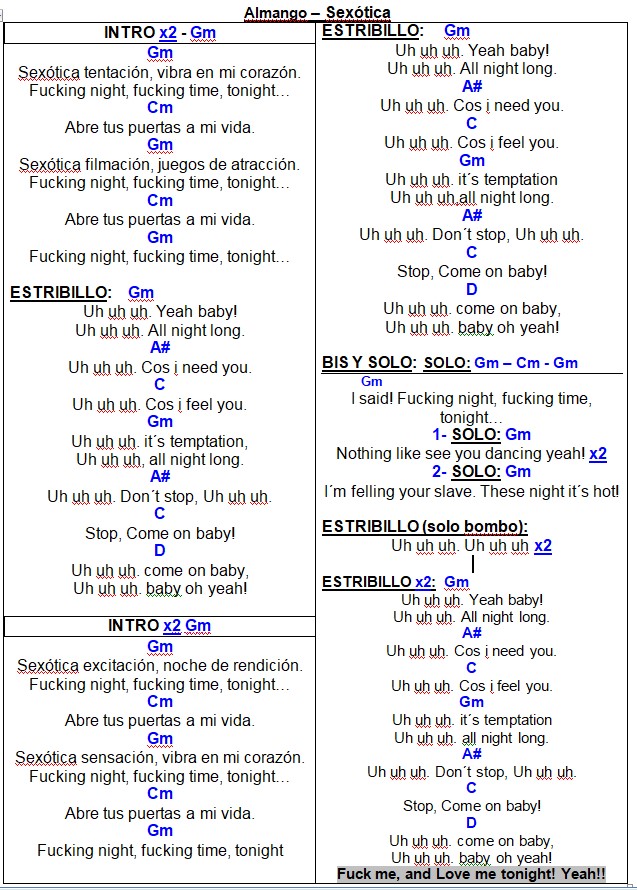 Almango – Sexótica
INTRO x2 - Gm
Gm
Sexótica tentación, vibra en mi corazón.
Fucking night, fucking time, tonight…
Cm
Abre tus puertas a mi vida.
Gm
Sexótica filmación, juegos de atracción.
Fucking night, fucking time, tonight…
Cm
Abre tus puertas a mi vida.
Gm
Fucking night, fucking time, tonight…
ESTRIBILLO: Gm
Uh uh uh. Yeah baby!
Uh uh uh. All night long.
A#
Uh uh uh. Cos i need you.
C
Uh uh uh. Cos i feel you.
Gm
Uh uh uh. it´s temptation,
Uh uh uh, all night long.
A#
Uh uh uh. Don´t stop, Uh uh uh.
C
Stop, Come on baby!
D
Uh uh uh. come on baby,
Uh uh uh. baby oh yeah!
INTRO x2 Gm
Gm
Sexótica excitación, noche de rendición.
Fucking night, fucking time, tonight…
Cm
Abre tus puertas a mi vida.
Gm
Sexótica sensación, vibra en mi corazón.
Fucking night, fucking time, tonight…
Cm
Abre tus puertas a mi vida.
Gm
Fucking night, fucking time, tonight
ESTRIBILLO: Gm
Uh uh uh. Yeah baby!
Uh uh uh. All night long.
A#
Uh uh uh. Cos i need you.
C
Uh uh uh. Cos i feel you.
Gm
Uh uh uh. it´s temptation
Uh uh uh,all night long.
A#
Uh uh uh. Don´t stop, Uh uh uh.
C
Stop, Come on baby!
D
Uh uh uh. come on baby,
Uh uh uh. baby oh yeah!
BIS Y SOLO: SOLO: Gm – Cm - Gm
Gm
I said! Fucking night, fucking time,
tonight…
1- SOLO: Gm
Nothing like see you dancing yeah! x2
2- SOLO: Gm
I´m felling your slave. These night it´s hot!
ESTRIBILLO (solo bombo):
Uh uh uh. Uh uh uh x2
ESTRIBILLO x2: Gm
Uh uh uh. Yeah baby!
Uh uh uh. All night long.
A#
Uh uh uh. Cos i need you.
C
Uh uh uh. Cos i feel you.
Gm
Uh uh uh. it´s temptation
Uh uh uh. all night long.
A#
Uh uh uh. Don´t stop, Uh uh uh.
C
Stop, Come on baby!
D
Uh uh uh. come on baby,
Uh uh uh. baby oh yeah!
Fuck me, and Love me tonight! Yeah!!